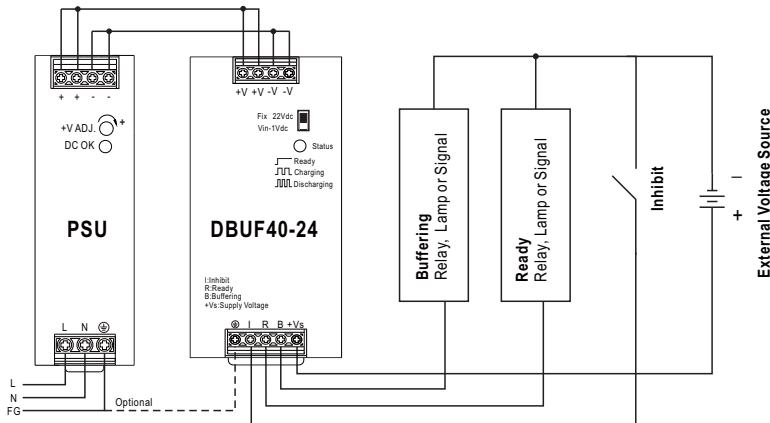 + + - -
+V ADJ.
+
DC OK
PSU
L N
L
N
FG
Optional
+V +V -V -V
Fix 22Vdc
Vin-1Vdc
Status
Ready
Charging
Discharging
DBUF40-24
I:Inhibit
R:Ready
B:Buffering
+Vs:Supply Voltage
I R B +Vs
Buffering
Relay, Lamp or Signal
Ready
Relay, Lamp or Signal
Inhibit
+ –
External Voltage Source